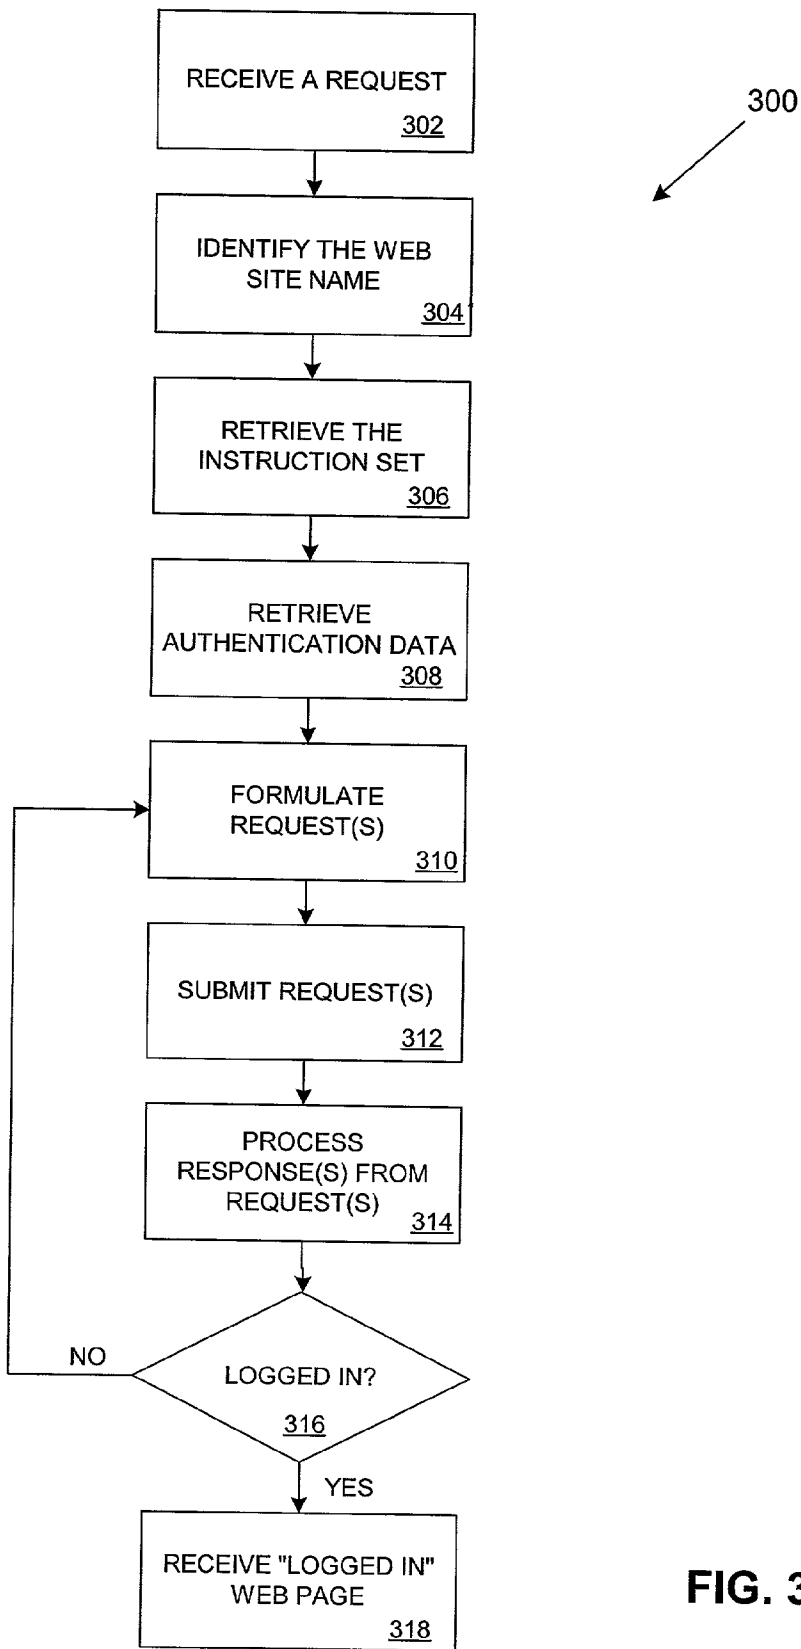 RECEIVE A REQUEST
302
300
IDENTIFY THE WEB
SITE NAME
304
RETRIEVE THE
INSTRUCTION SET
306
RETRIEVE
AUTHENTICATION DATA
308
FORMULATE
REQUEST(S)
310
SUBMIT REQUEST(S)
312
PROCESS
RESPONSE(S) FROM
REQUEST(S)
314
NO
LOGGED IN?
316
YES
RECEIVE "LOGGED IN"
WEB PAGE
318
FIG. 3